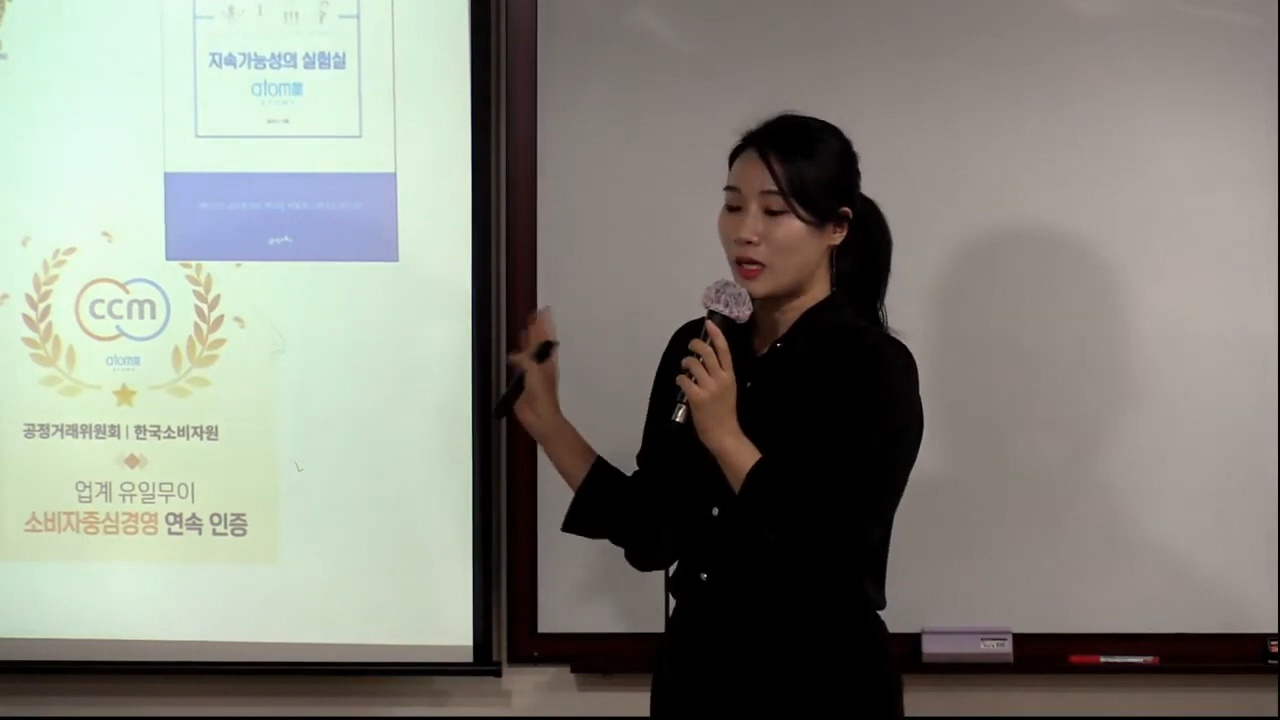 지속가능성의 실험실
atom美
ccm
atom美
공정거래위원회 | 한국소비자원
업계 유일무이
소비자중심경영 연속 인증